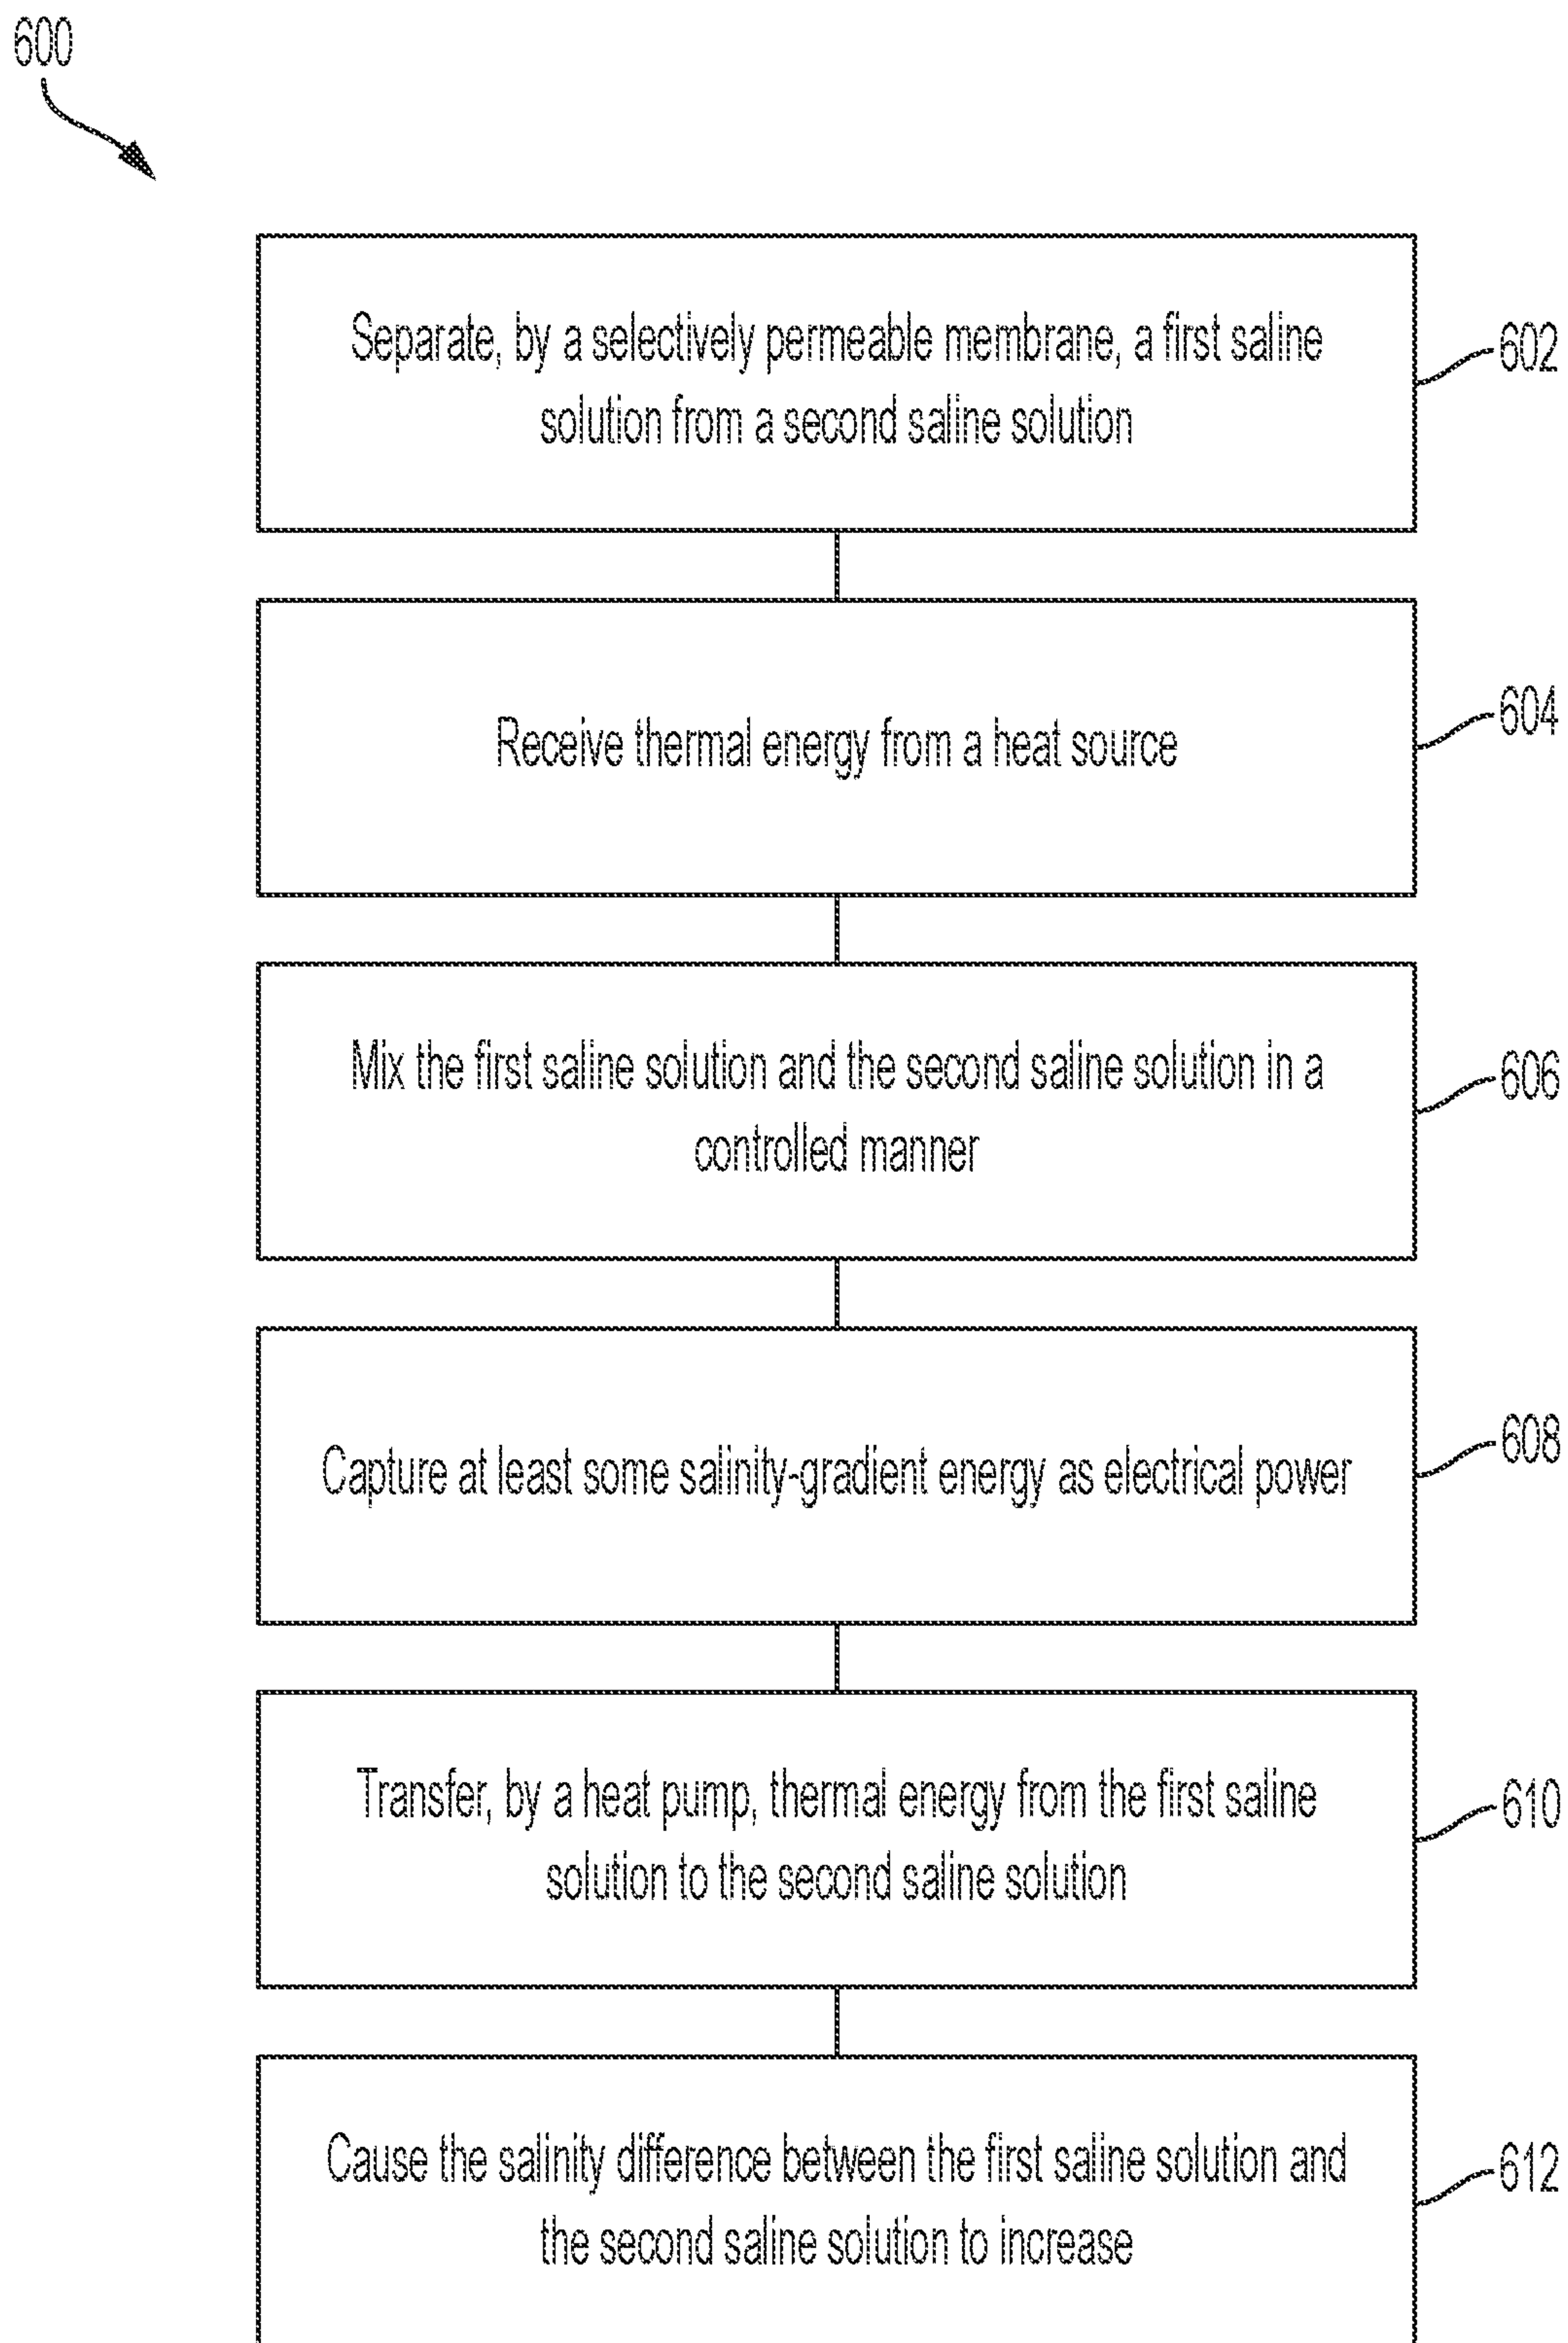 600
Separate, by a selectively permeable membrane, a first saline
solution from a second saline solution
602
Receive thermal energy from a heat source
604
Mix the first saline solution and the second saline solution in a
controlled manner
606
Capture at least some salinity-gradient energy as electrical power
608
Transfer, by a heat pump, thermal energy from the first saline
solution to the second saline solution
610
Cause the salinity difference between the first saline solution and
the second saline solution to increase
612